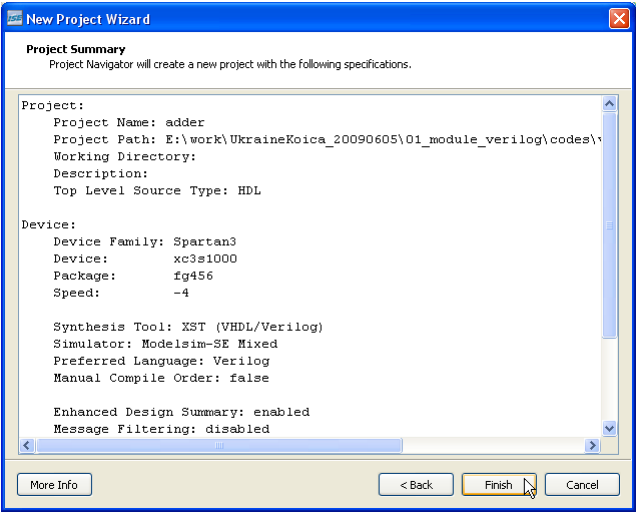 ISE New Project Wizard
Project Summary
Project Navigator will create a new project with the following specifications.
Project:
Project Name: adder
Project Path: E:\work\UkraineKoica_20090605\01_module_verilog\codes\
Working Directory:
Description:
Top Level Source Type: HDL
Device:
Device Family: Spartan3
Device: xc3s1000
Package: fg456
Speed: -4
Synthesis Tool: XST (VHDL/Verilog)
Simulator: Modelsim-SE Mixed
Preferred Language: Verilog
Manual Compile Order: false
Enhanced Design Summary: enabled
Message Filtering: disabled
More Info < Back Finish Cancel